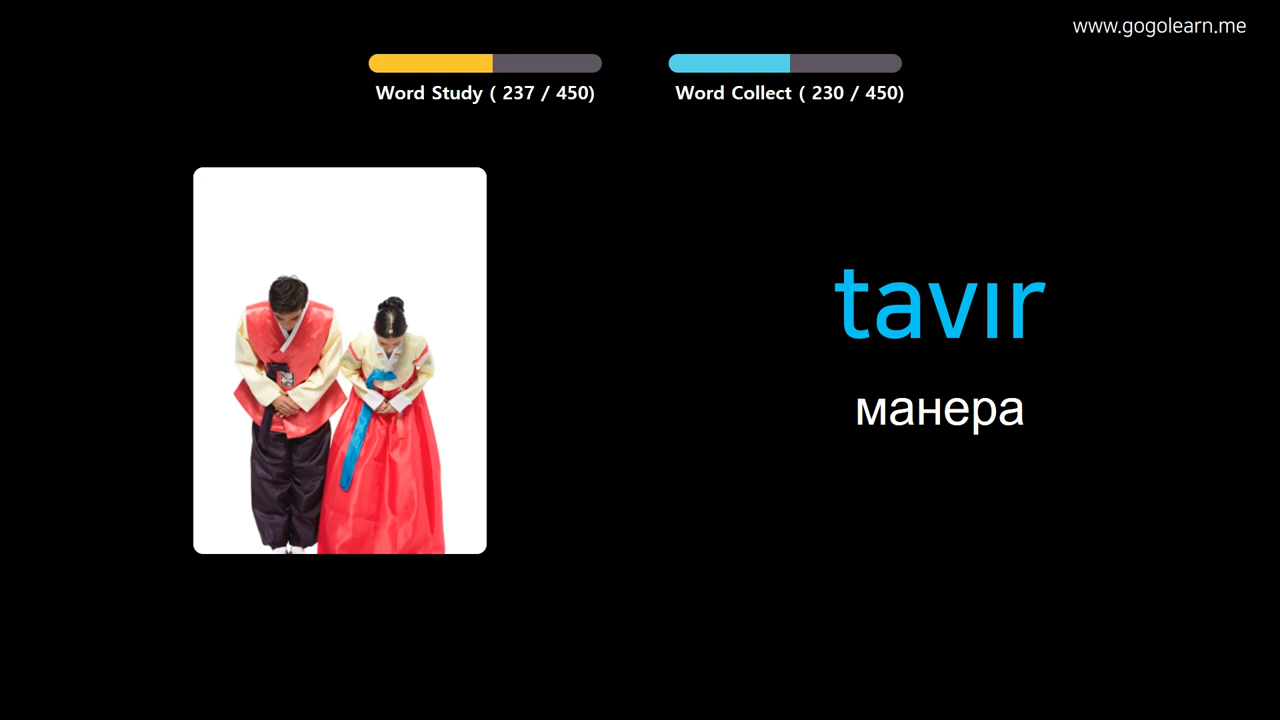 www.gogolearn.me
Word Study ( 237 / 450)
Word Collect ( 230 / 450)
tavır
манера